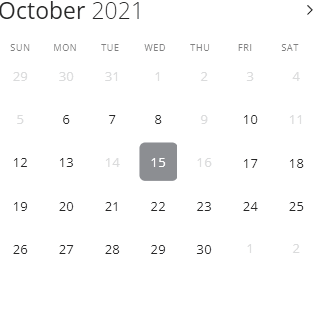 October 2021 >
SUN MON TUE WED THU FRI SAT
29 30 31 1 2 3 4
5 6 7 8 9 10 11
12 13 14 15 16 17 18
19 20 21 22 23 24 25
26 27 28 29 30 1 2